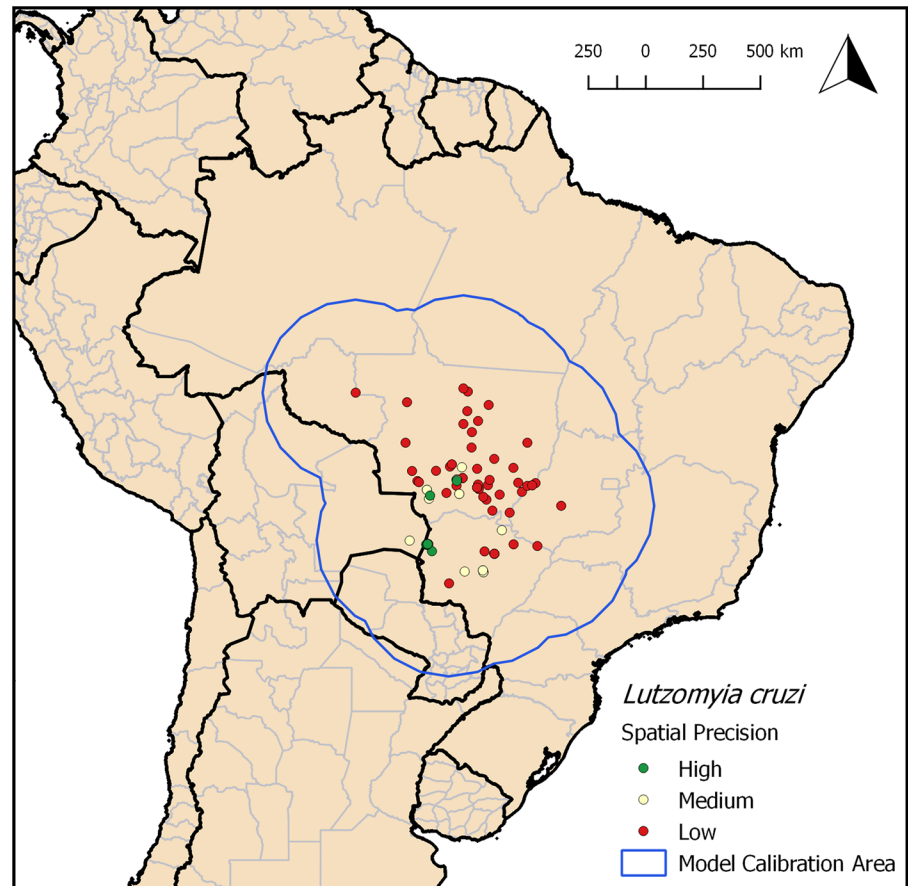 250 0 250 500 km
Lutzomyia cruzi
Spatial Precision
High
Medium
Low
Model Calibration Area